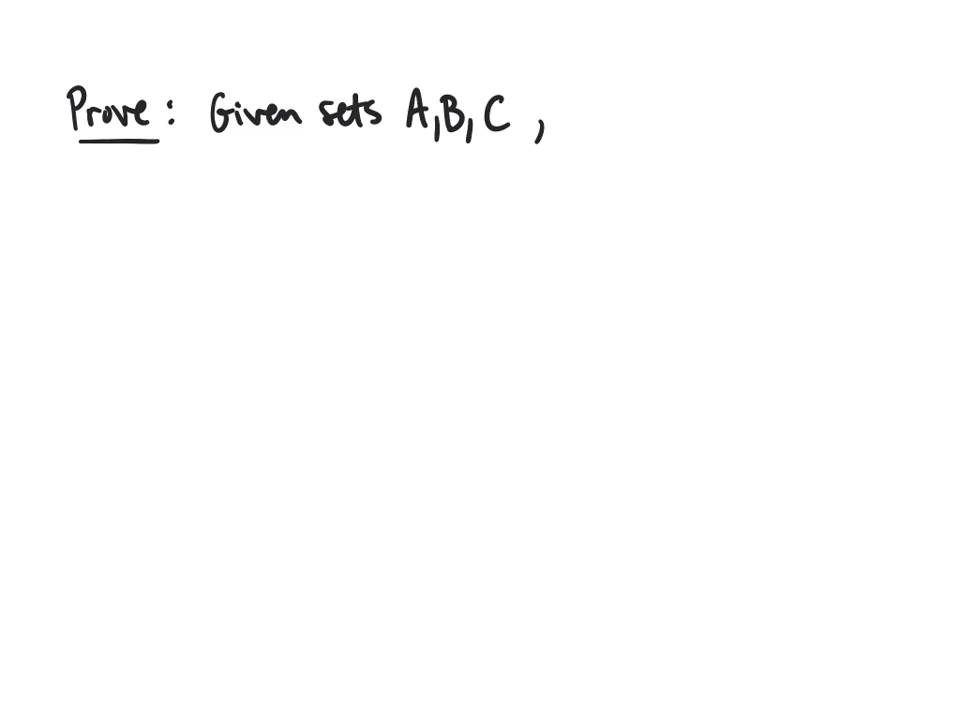 Prove: Given sets A, B, C,